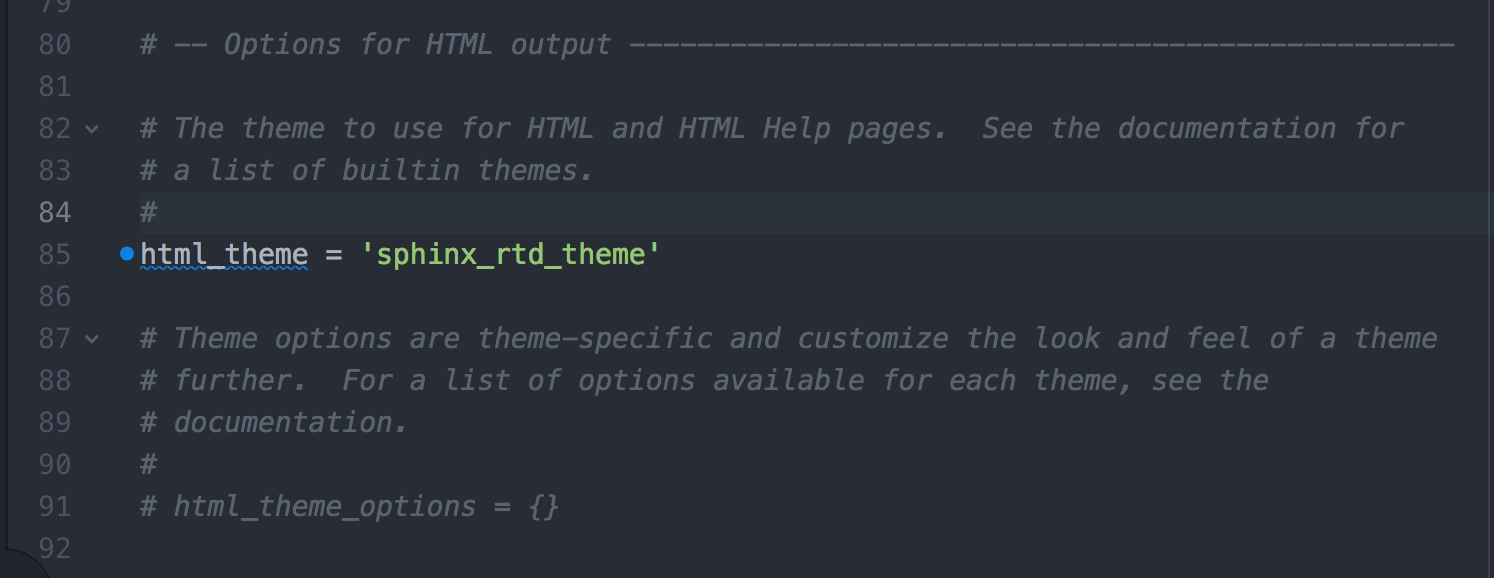 79
80 # -- Options for HTML output -------------------------------------------------
81
82 # The theme to use for HTML and HTML Help pages.  See the documentation for
83 # a list of builtin themes.
84 #
85 html_theme = 'sphinx_rtd_theme'
86
87 # Theme options are theme-specific and customize the look and feel of a theme
88 # further.  For a list of options available for each theme, see the
89 # documentation.
90 #
91 # html_theme_options = {}
92